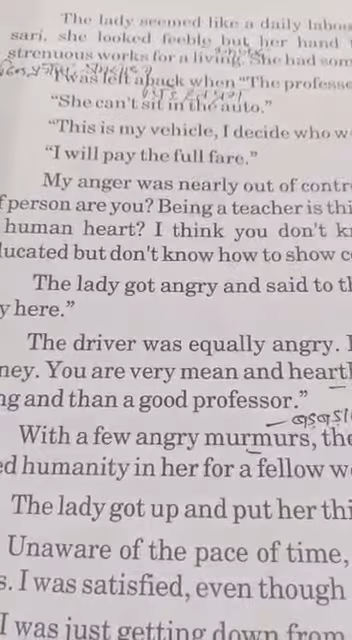 The lady seemed like a daily labou
sari, she looked feeble but her hand
strenuous works for a living. She had som
I was left aback when "The professe
"She can't sit in the auto."
"This is my vehicle, I decide who w
"I will pay the full fare."
My anger was nearly out of contr
f person are you? Being a teacher is thi
human heart? I think you don't k
lucated but don't know how to show c
The lady got angry and said to th
y here."
The driver was equally angry. I
ney. You are very mean and heartl
ng and than a good professor."
With a few angry murmurs, the
ed humanity in her for a fellow w
The lady got up and put her thi
Unaware of the pace of time,
s. I was satisfied, even though
I was just getting down from